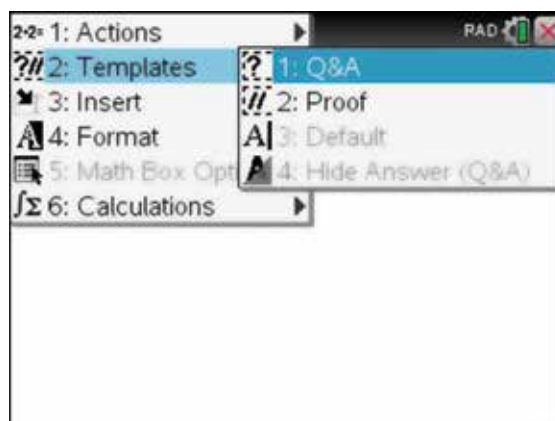 RAD
2·2= 1: Actions
?// 2: Templates
3: Insert
A 4: Format
5: Math Box Opt
∫Σ 6: Calculations
? 1: Q&A
// 2: Proof
A 3: Default
A 4: Hide Answer (Q&A)